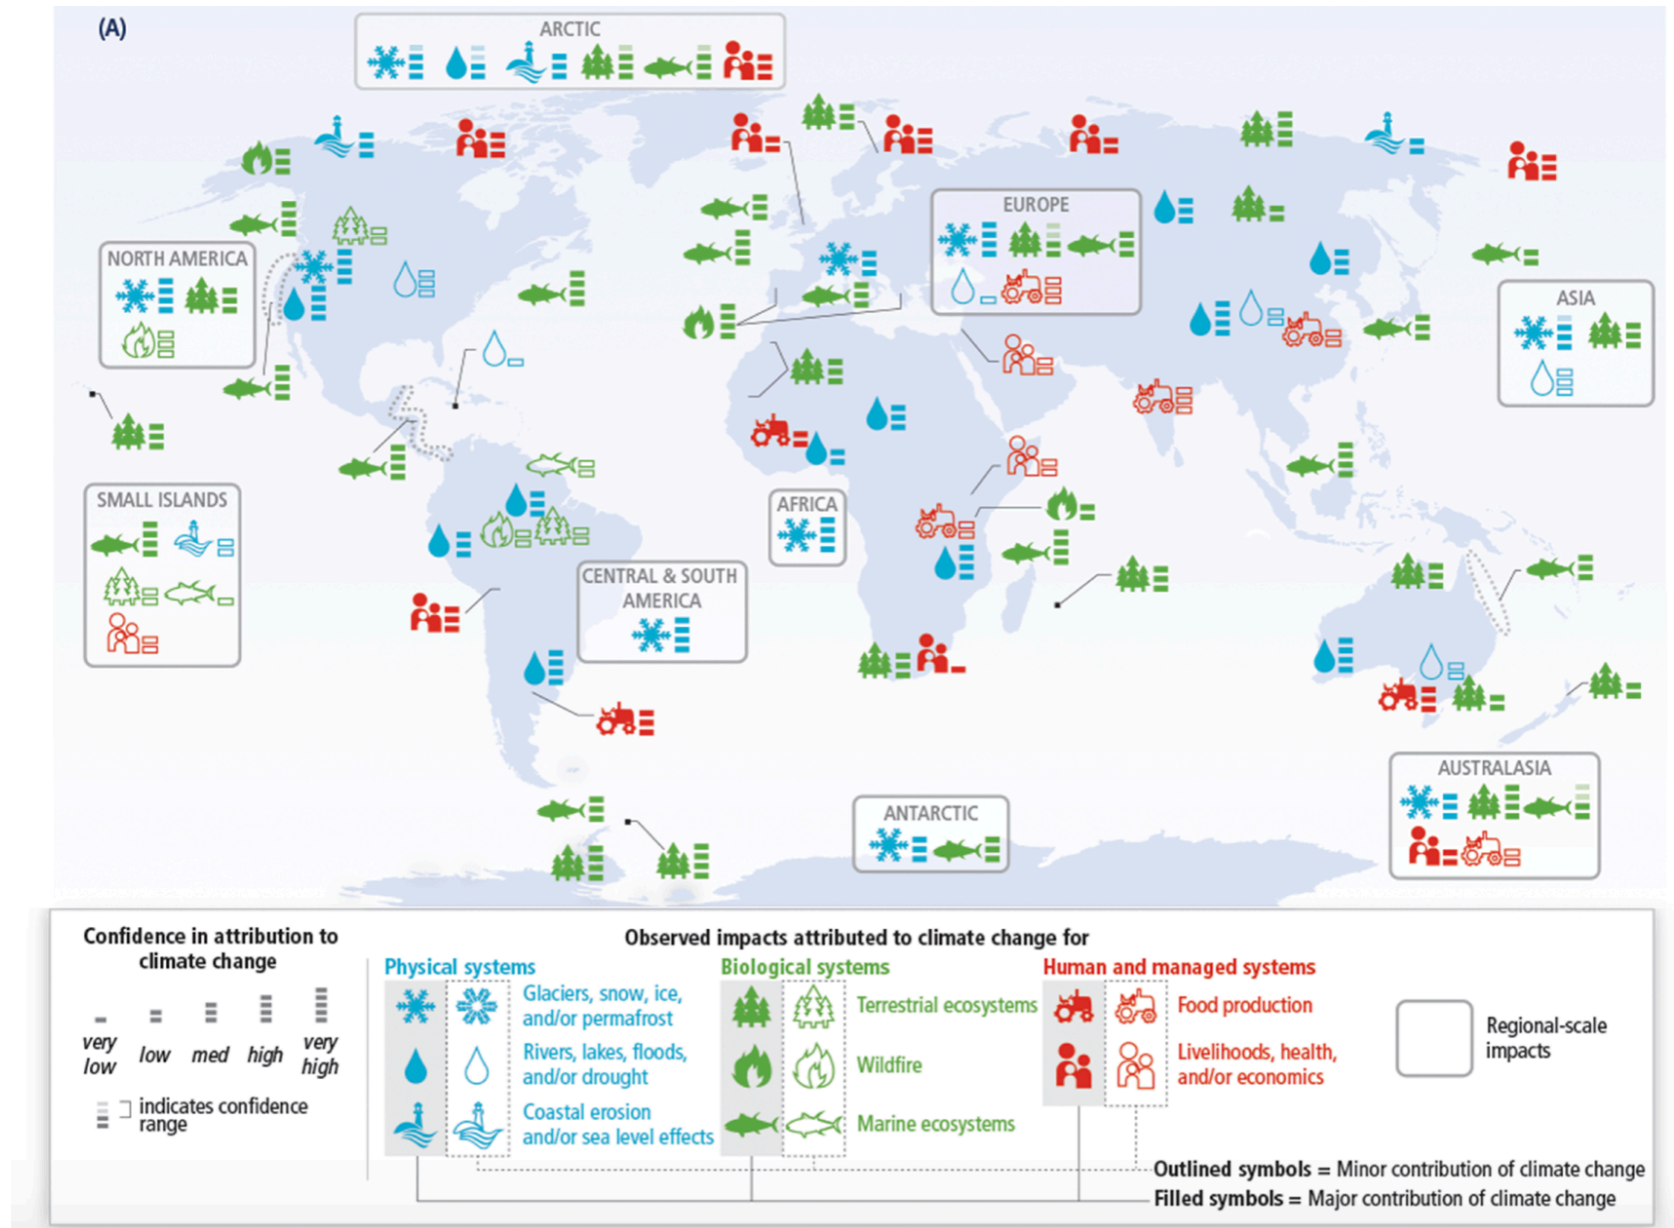 (A)
ARCTIC
EUROPE
NORTH AMERICA
ASIA
SMALL ISLANDS
AFRICA
CENTRAL & SOUTH
AMERICA
AUSTRALASIA
ANTARCTIC
Confidence in attribution to
climate change
very
low
low
med
high
very
high
indicates confidence
range
Observed impacts attributed to climate change for
Physical systems
Glaciers, snow, ice,
and/or permafrost
Rivers, lakes, floods,
and/or drought
Coastal erosion
and/or sea level effects
Biological systems
Terrestrial ecosystems
Wildfire
Marine ecosystems
Human and managed systems
Food production
Livelihoods, health,
and/or economics
Regional-scale
impacts
Outlined symbols = Minor contribution of climate change
Filled symbols = Major contribution of climate change